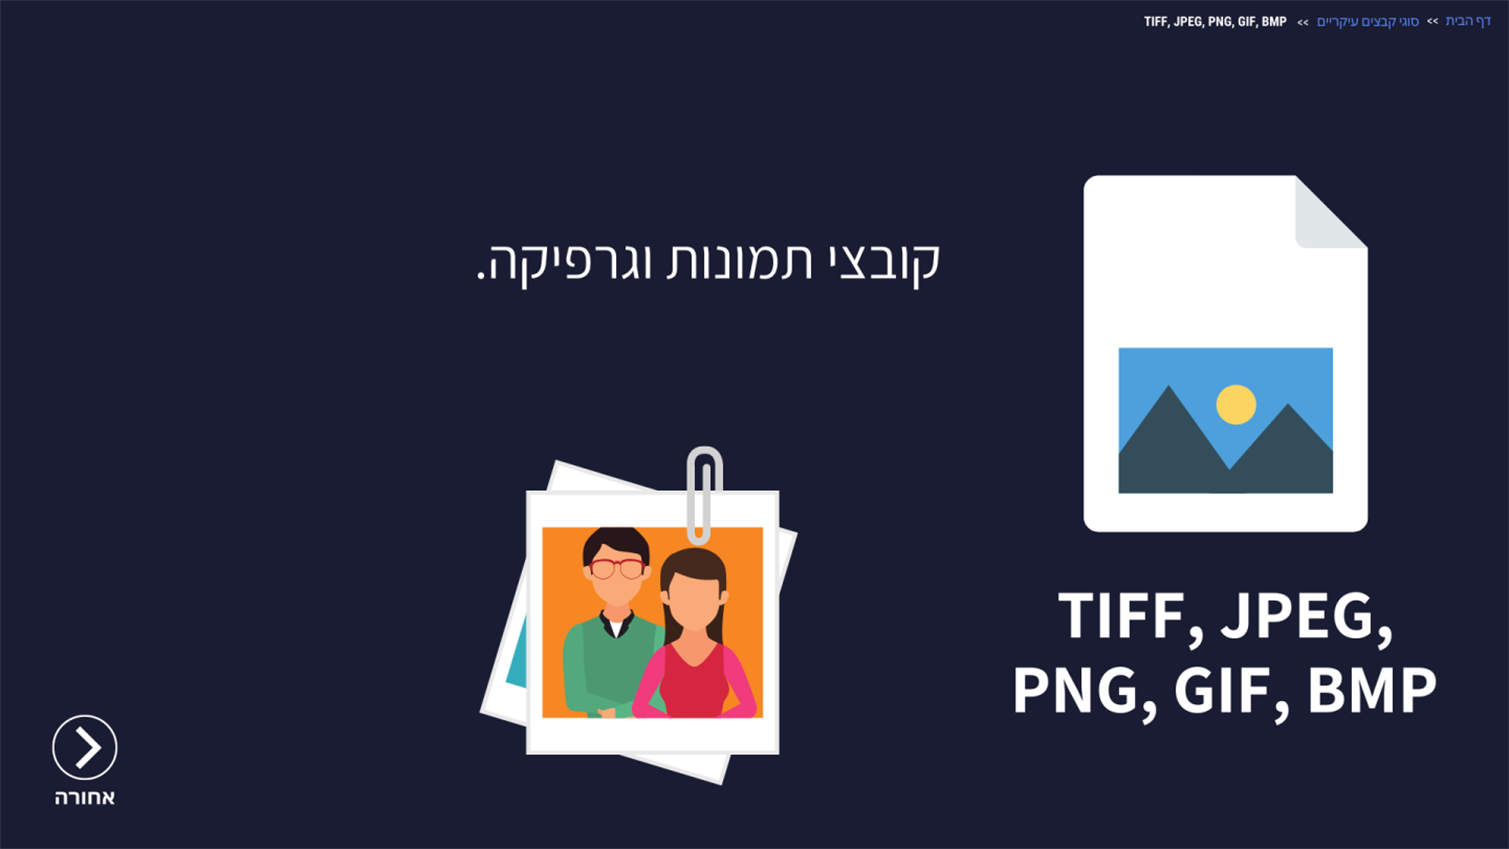 דף הבית >> סוגי קבצים עיקריים >> TIFF, JPEG, PNG, GIF, BMP
קובצי תמונות וגרפיקה.
TIFF, JPEG,
PNG, GIF, BMP
אחורה